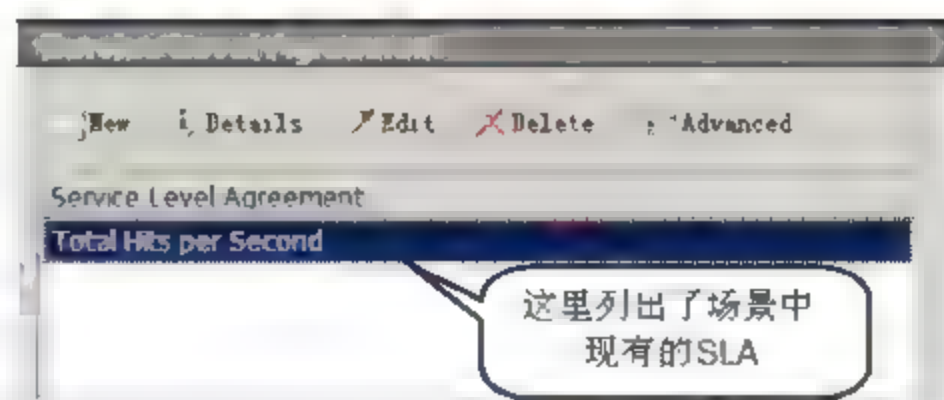 New Details Edit Delete Advanced
Service Level Agreement
Total Hits per Second
这里列出了场景中
现有的SLA